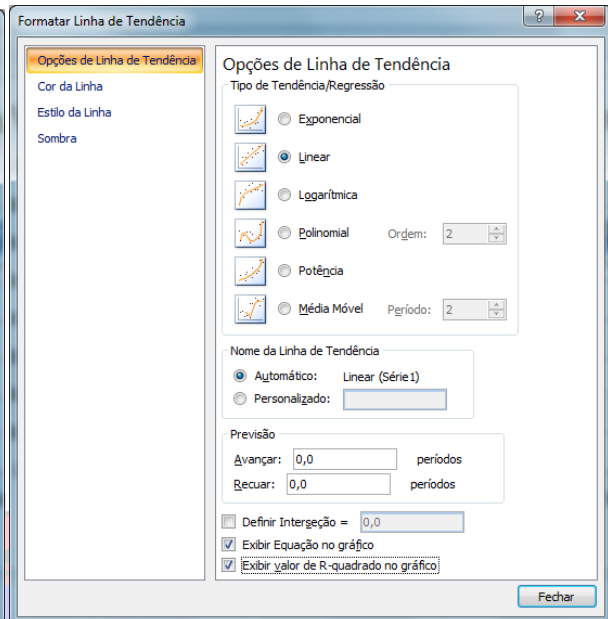 Formatar Linha de Tendência
Opções de Linha de Tendência
Cor da Linha
Estilo da Linha
Sombra
Opções de Linha de Tendência
Tipo de Tendência/Regressão
Exponencial
Linear
Logarítmica
Polinomial Ordem: 2
Potência
Média Móvel Período: 2
Nome da Linha de Tendência
Automático: Linear (Série1)
Personalizado:
Previsão
Avançar: 0,0 períodos
Recuar: 0,0 períodos
Definir Interseção = 0,0
Exibir Equação no gráfico
Exibir valor de R-quadrado no gráfico
Fechar